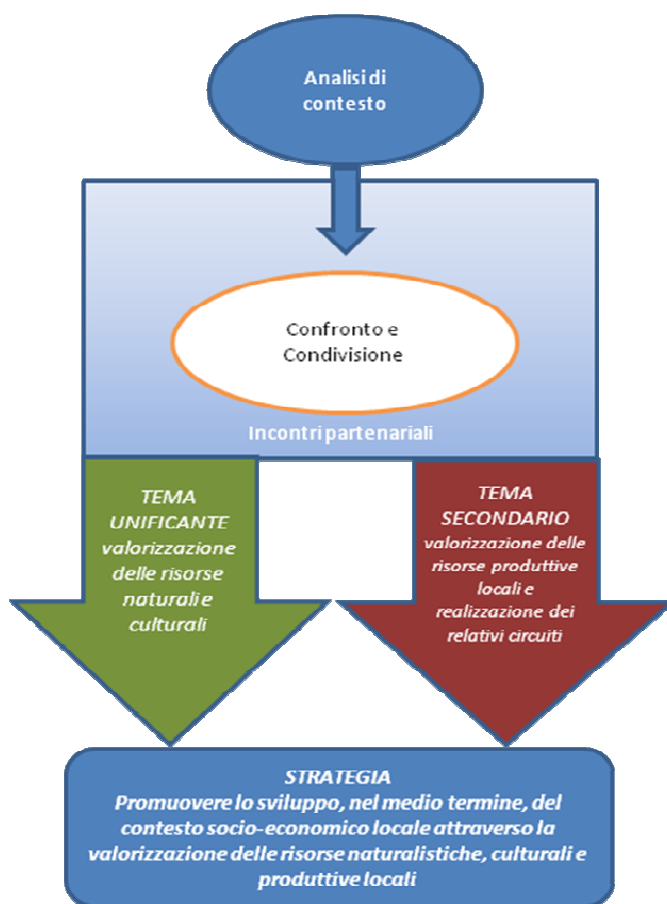 Analisi di
contesto
Confronto e
Condivisione
Incontri partenariali
TEMA
UNIFICANTE
valorizzazione
delle risorse
naturali e
culturali
TEMA
SECONDARIO
valorizzazione delle
risorse produttive
locali e
realizzazione dei
relativi circuiti
STRATEGIA
Promuovere lo sviluppo, nel medio termine, del
contesto socio-economico locale attraverso la
valorizzazione delle risorse naturalistiche, culturali e
produttive locali